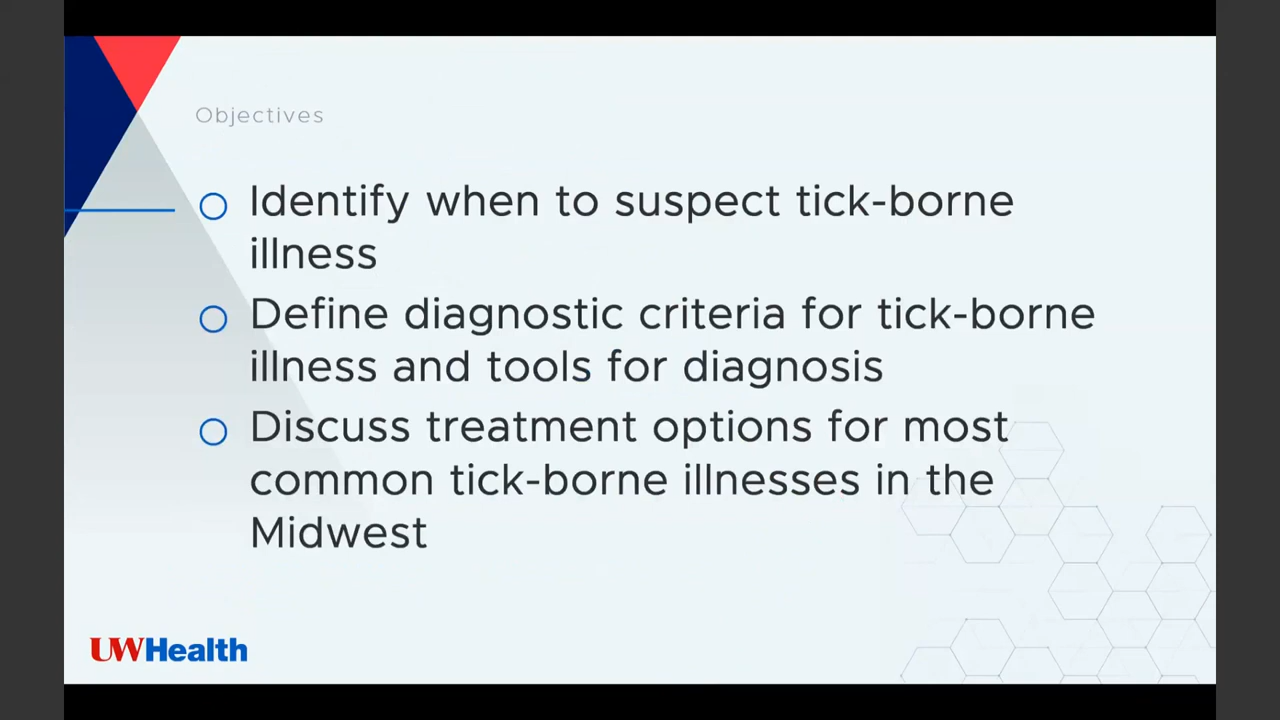 Objectives
Identify when to suspect tick-borne
illness
Define diagnostic criteria for tick-borne
illness and tools for diagnosis
Discuss treatment options for most
common tick-borne illnesses in the
Midwest
UWHealth